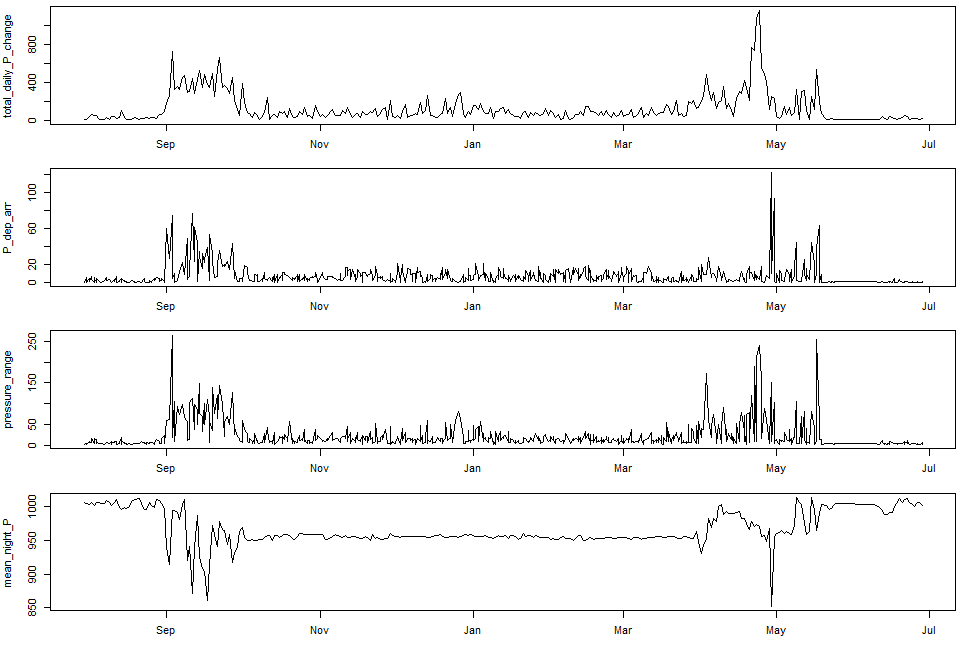 total_daily_P_change
0 400 800
Sep Nov Jan Mar May Jul
P_dep_arr
0 20 60 100
Sep Nov Jan Mar May Jul
pressure_range
0 50 150 250
Sep Nov Jan Mar May Jul
mean_night_P
850 900 950 1000
Sep Nov Jan Mar May Jul